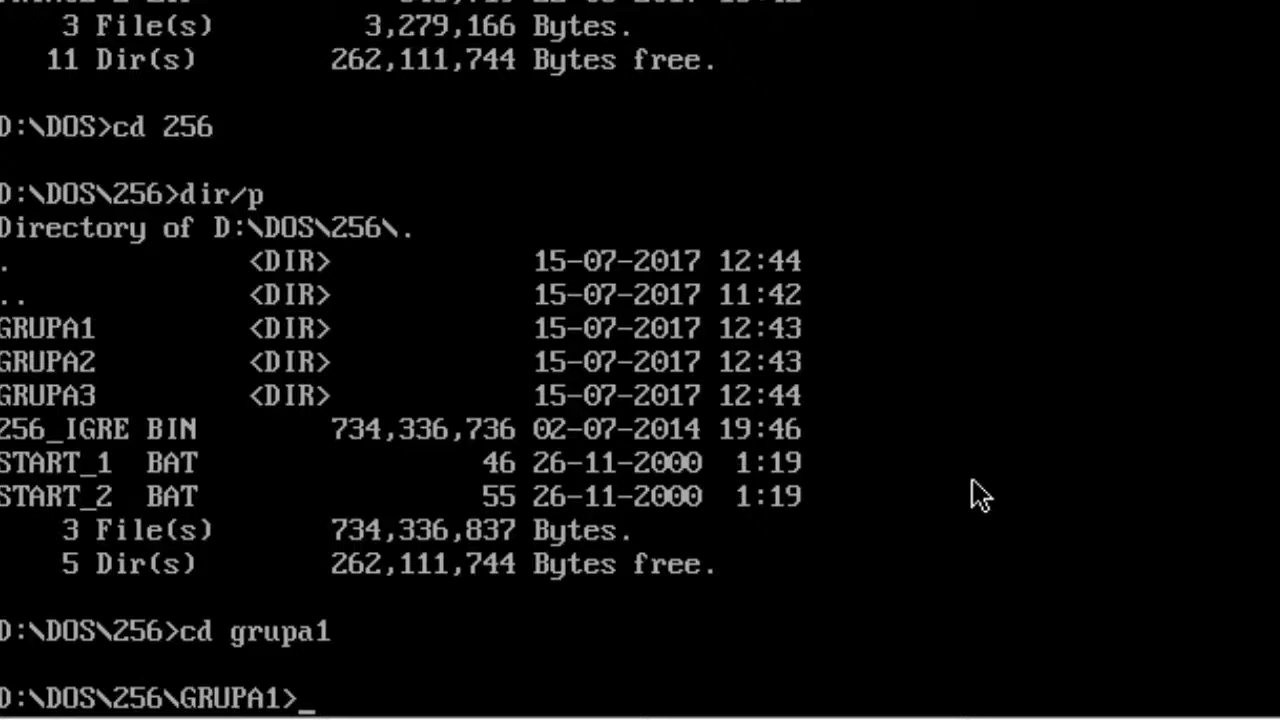 3 File(s) 3,279,166 Bytes.
11 Dir(s) 262,111,744 Bytes free.
D:\DOS>cd 256
D:\DOS\256>dir/p
Directory of D:\DOS\256\.
. <DIR> 15-07-2017 12:44
.. <DIR> 15-07-2017 11:42
GRUPA1 <DIR> 15-07-2017 12:43
GRUPA2 <DIR> 15-07-2017 12:43
GRUPA3 <DIR> 15-07-2017 12:44
256_IGRE BIN 734,336,736 02-07-2014 19:46
START_1 BAT 46 26-11-2000 1:19
START_2 BAT 55 26-11-2000 1:19
3 File(s) 734,336,837 Bytes.
5 Dir(s) 262,111,744 Bytes free.
D:\DOS\256>cd grupa1
D:\DOS\256\GRUPA1>_